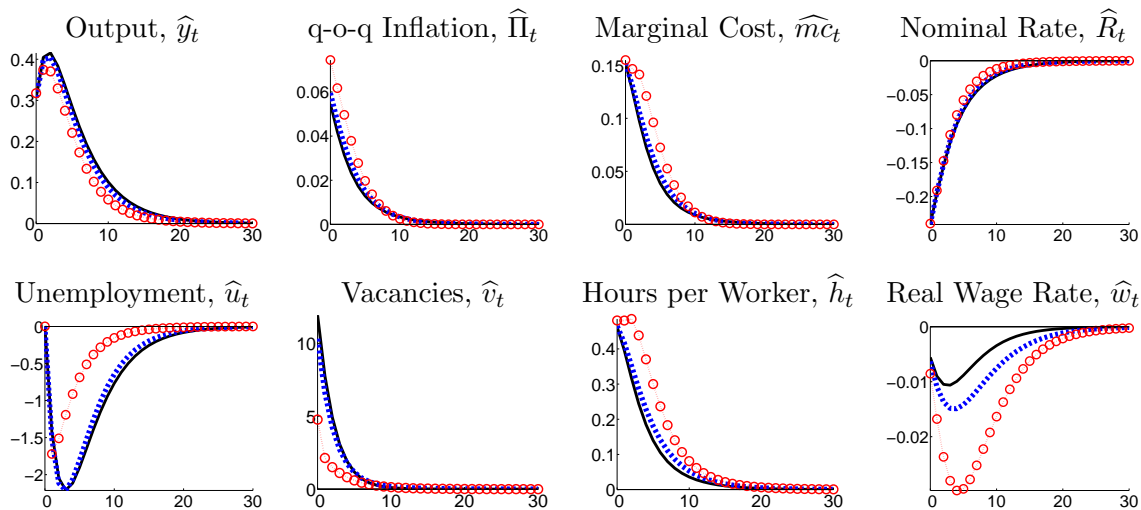 Output, ŷ_t
q-o-q Inflation, Π̂_t
Marginal Cost, m̂c_t
Nominal Rate, R̂_t
0.4
0.3
0.2
0.1
0
0 10 20 30
0.06
0.04
0.02
0
0 10 20 30
0.15
0.1
0.05
0
0 10 20 30
0
−0.05
−0.1
−0.15
−0.2
0 10 20 30
Unemployment, û_t
Vacancies, v̂_t
Hours per Worker, ĥ_t
Real Wage Rate, ŵ_t
0
−0.5
−1
−1.5
−2
0 10 20 30
10
5
0
0 10 20 30
0.4
0.3
0.2
0.1
0
0 10 20 30
0
−0.01
−0.02
0 10 20 30